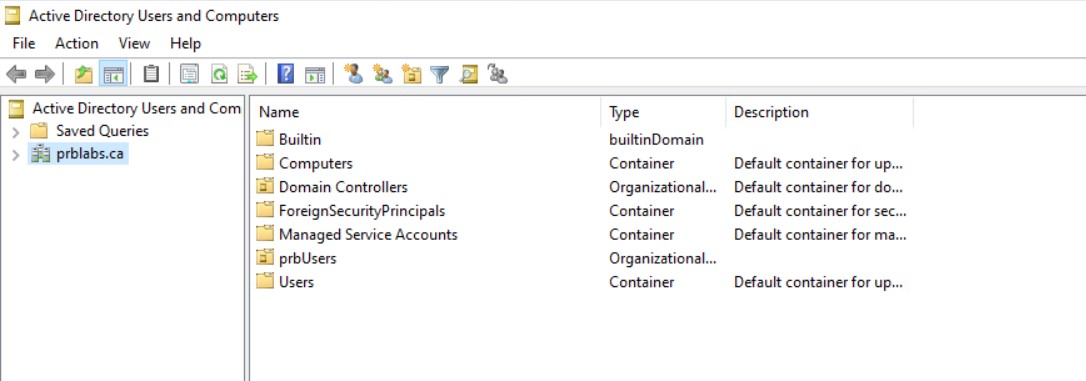 Active Directory Users and Computers
File Action View Help
Active Directory Users and Com
Saved Queries
prblabs.ca
Name Type Description
Builtin builtinDomain
Computers Container Default container for up...
Domain Controllers Organizational... Default container for do...
ForeignSecurityPrincipals Container Default container for sec...
Managed Service Accounts Container Default container for ma...
prbUsers Organizational...
Users Container Default container for up...